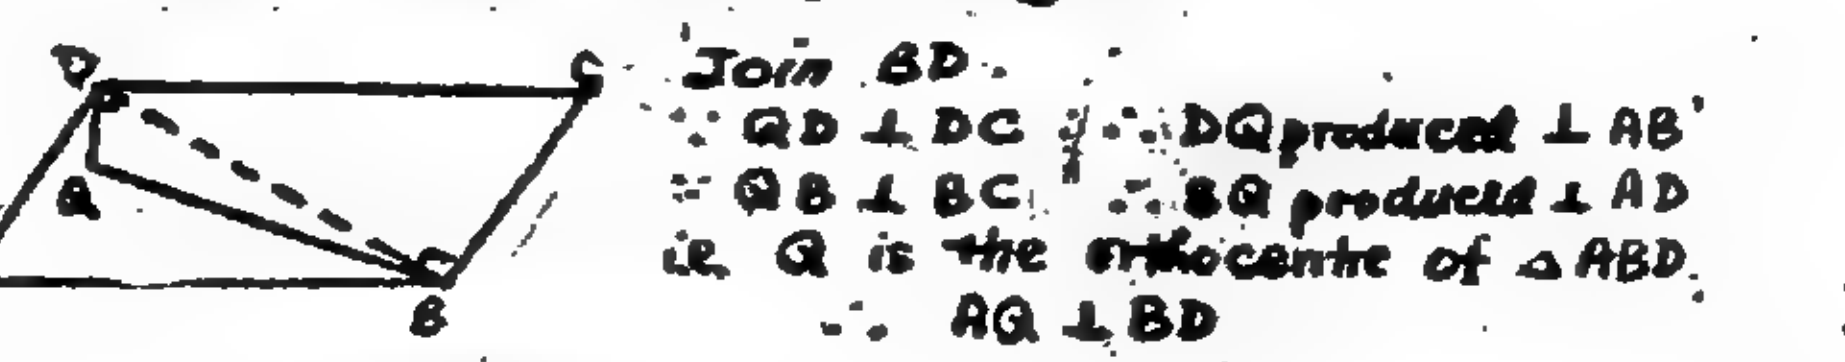 D C
Join BD.
∵ QD ⊥ DC ∴ DQ produced ⊥ AB
Q
∵ QB ⊥ BC ∴ BQ produced ⊥ AD
i.e. Q is the orthocentre of △ ABD.
B
∴ AQ ⊥ BD